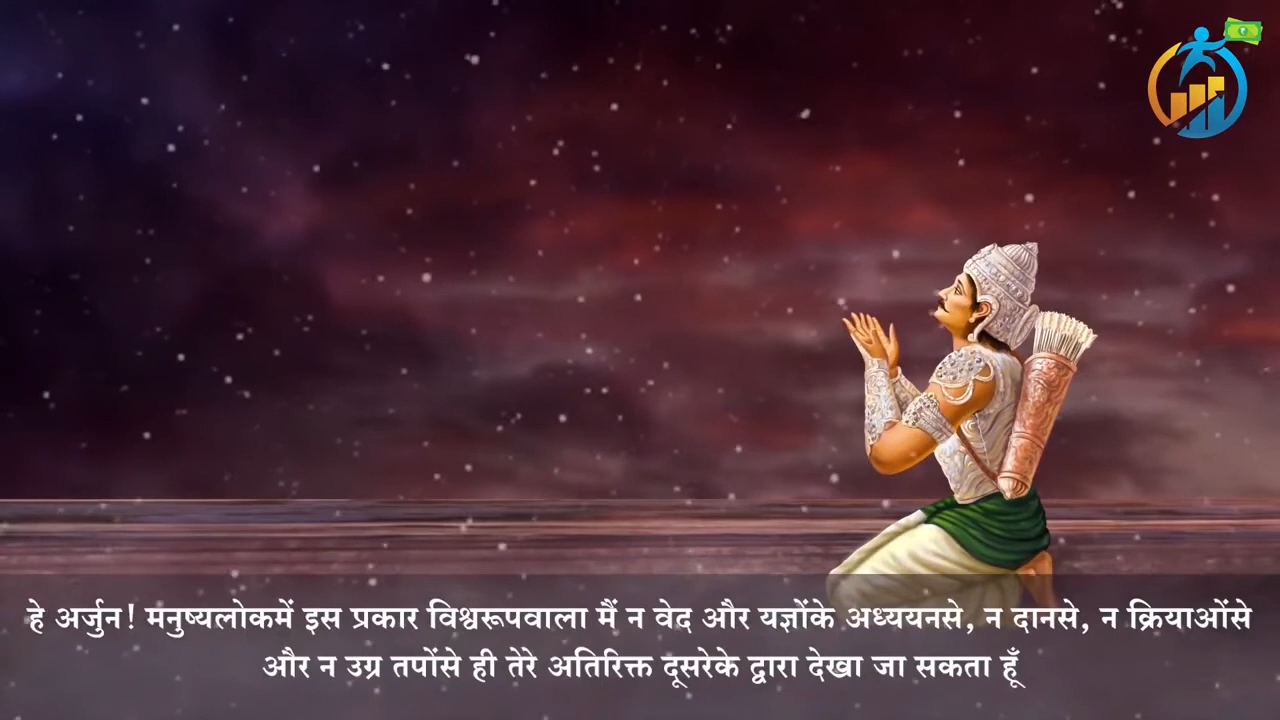 हे अर्जुन! मनुष्यलोकमें इस प्रकार विश्वरूपवाला मैं न वेद और यज्ञोंके अध्ययनसे, न दानसे, न क्रियाओंसे
और न उग्र तपोंसे ही तेरे अतिरिक्त दूसरेके द्वारा देखा जा सकता हूँ